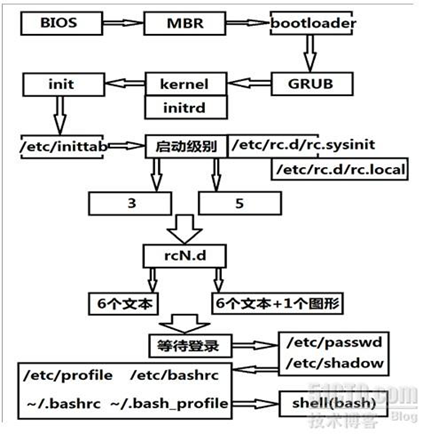 BIOS
MBR
bootloader
init
kernel
GRUB
initrd
/etc/inittab
启动级别
/etc/rc.d/rc.sysinit
/etc/rc.d/rc.local
3
5
rcN.d
6个文本
6个文本+1个图形
等待登录
/etc/passwd
/etc/shadow
/etc/profile /etc/bashrc
~/.bashrc ~/.bash_profile
shell(bash)
51CTO.com
技术博客 Blog